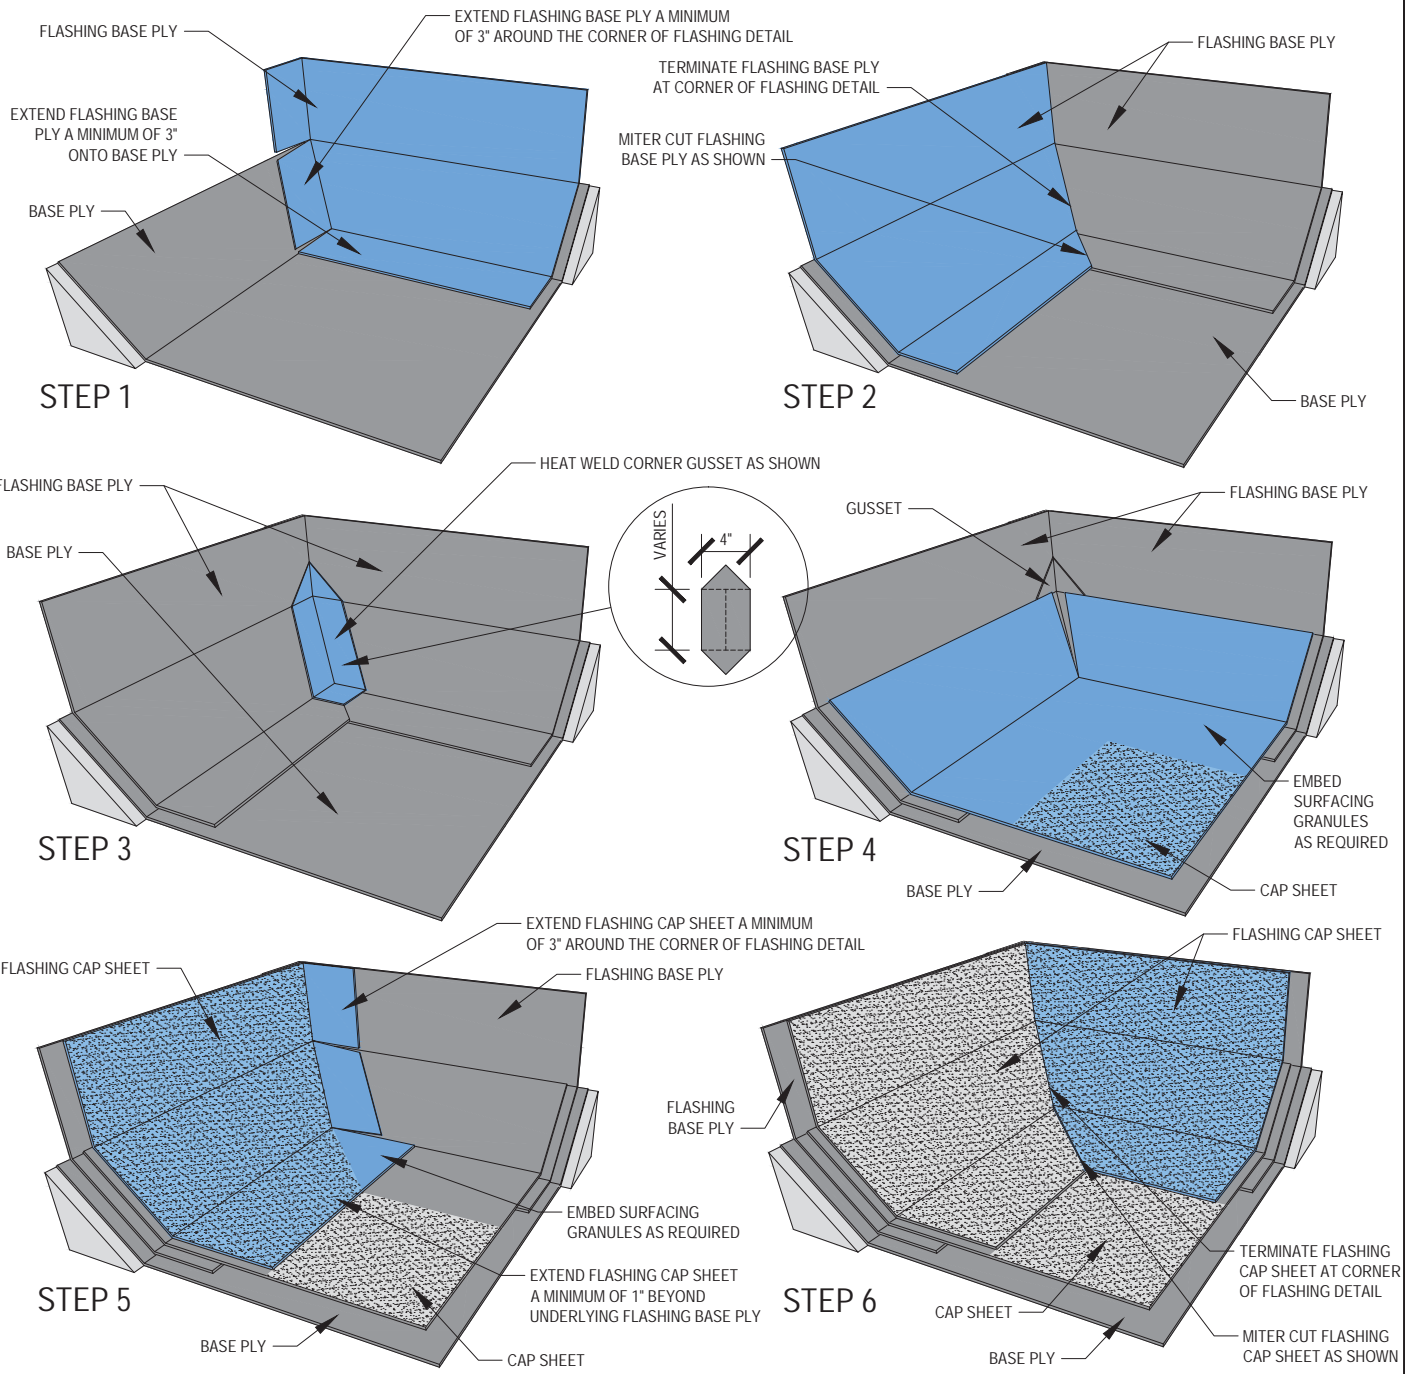 FLASHING BASE PLY
EXTEND FLASHING BASE PLY A MINIMUM
OF 3" AROUND THE CORNER OF FLASHING DETAIL
EXTEND FLASHING BASE
PLY A MINIMUM OF 3"
ONTO BASE PLY
BASE PLY
STEP 1
FLASHING BASE PLY
TERMINATE FLASHING BASE PLY
AT CORNER OF FLASHING DETAIL
MITER CUT FLASHING
BASE PLY AS SHOWN
BASE PLY
STEP 2
HEAT WELD CORNER GUSSET AS SHOWN
FLASHING BASE PLY
BASE PLY
VARIES
4"
STEP 3
GUSSET
FLASHING BASE PLY
EMBED
SURFACING
GRANULES
AS REQUIRED
CAP SHEET
BASE PLY
STEP 4
EXTEND FLASHING CAP SHEET A MINIMUM
OF 3" AROUND THE CORNER OF FLASHING DETAIL
FLASHING CAP SHEET
FLASHING BASE PLY
EMBED SURFACING
GRANULES AS REQUIRED
EXTEND FLASHING CAP SHEET
A MINIMUM OF 1" BEYOND
UNDERLYING FLASHING BASE PLY
BASE PLY
CAP SHEET
STEP 5
FLASHING CAP SHEET
FLASHING
BASE PLY
TERMINATE FLASHING
CAP SHEET AT CORNER
OF FLASHING DETAIL
CAP SHEET
MITER CUT FLASHING
CAP SHEET AS SHOWN
BASE PLY
STEP 6